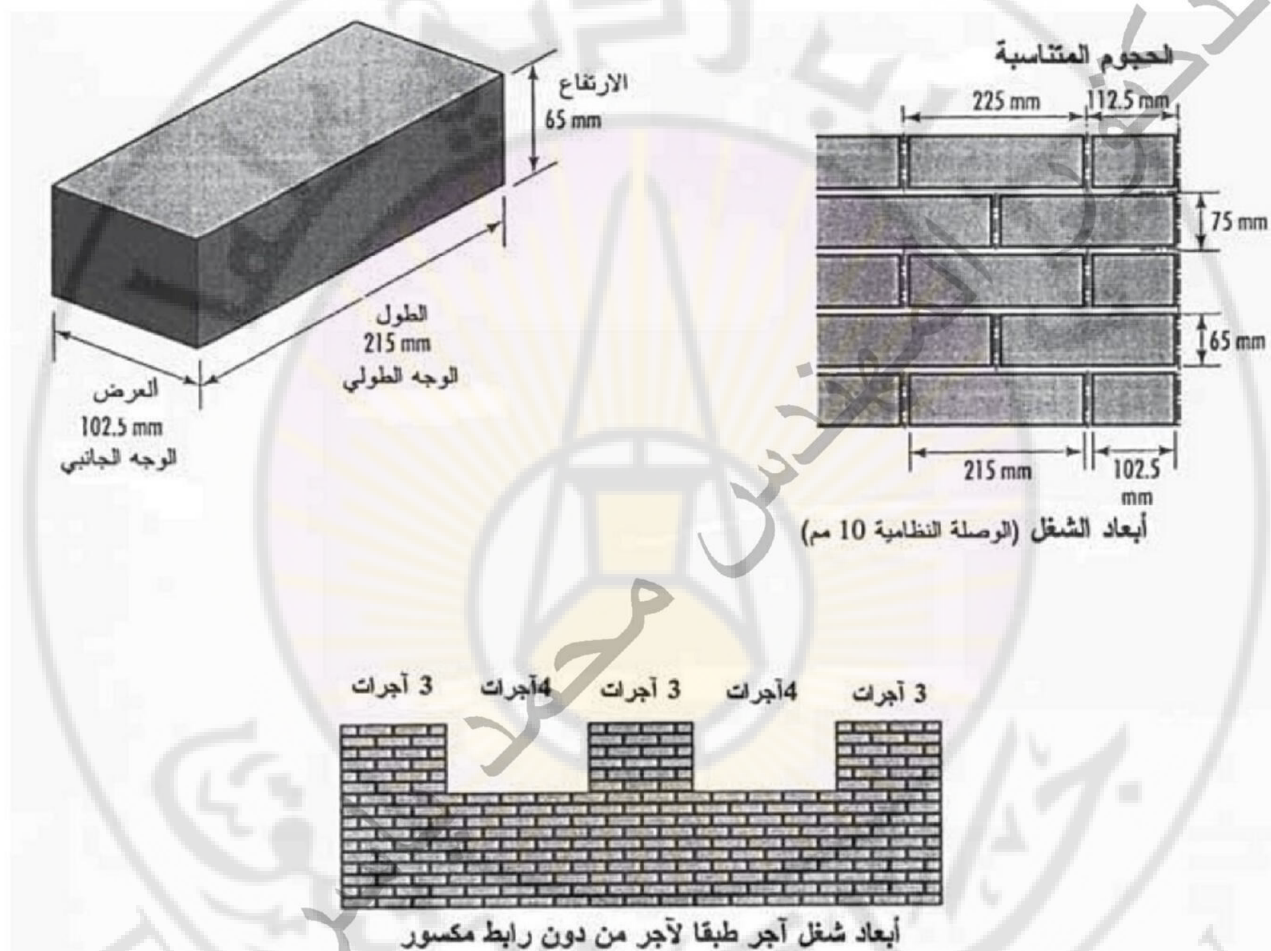 الارتفاع
65 mm
الطول
215 mm
الوجه الطولي
العرض
102.5 mm
الوجه الجانبي
الحجوم المتناسبة
225 mm
112.5 mm
75 mm
65 mm
215 mm
102.5
mm
أبعاد الشغل (الوصلة النظامية 10 مم)
3 آجرات
4آجرات
3 آجرات
4آجرات
3 آجرات
أبعاد شغل آجر طبقا لآجر من دون رابط مكسور
المهندس محمد